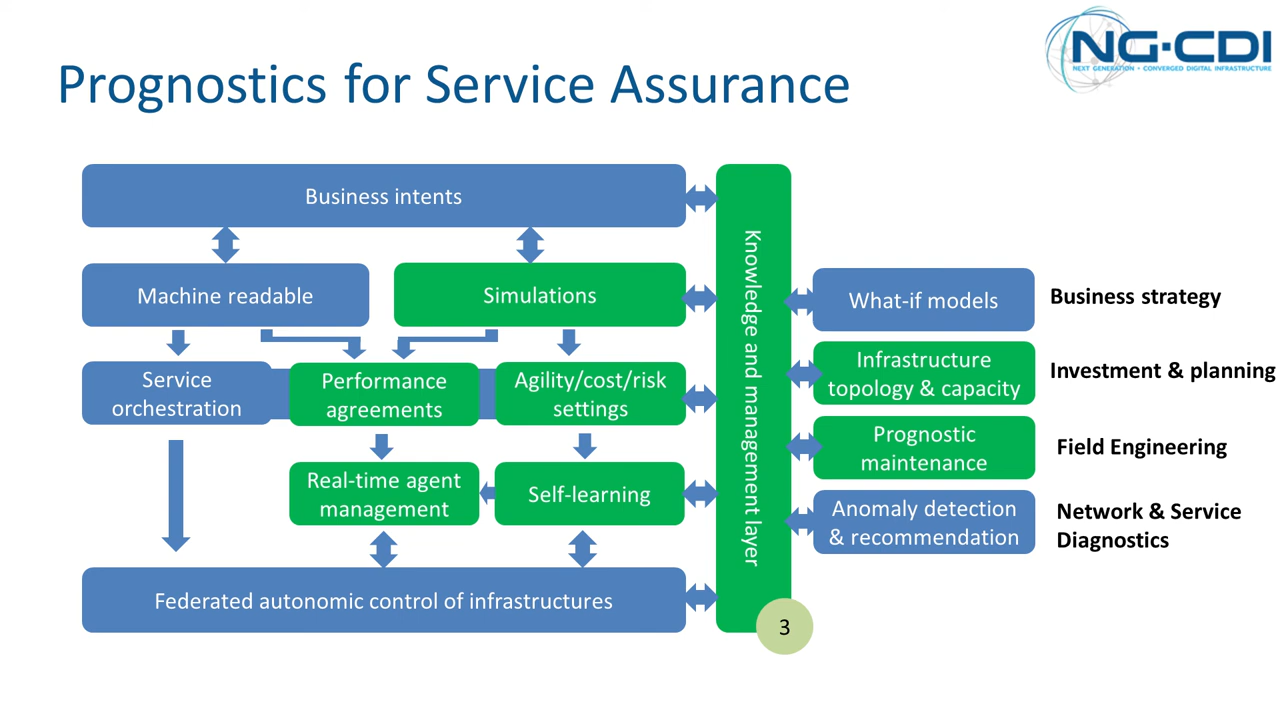 NG-CDI
NEXT GENERATION • CONVERGED DIGITAL INFRASTRUCTURE
Prognostics for Service Assurance
Business intents
Machine readable
Simulations
Service
orchestration
Performance
agreements
Agility/cost/risk
settings
Real-time agent
management
Self-learning
Federated autonomic control of infrastructures
Knowledge and management layer
3
What-if models
Business strategy
Infrastructure
topology & capacity
Investment & planning
Prognostic
maintenance
Field Engineering
Anomaly detection
& recommendation
Network & Service
Diagnostics